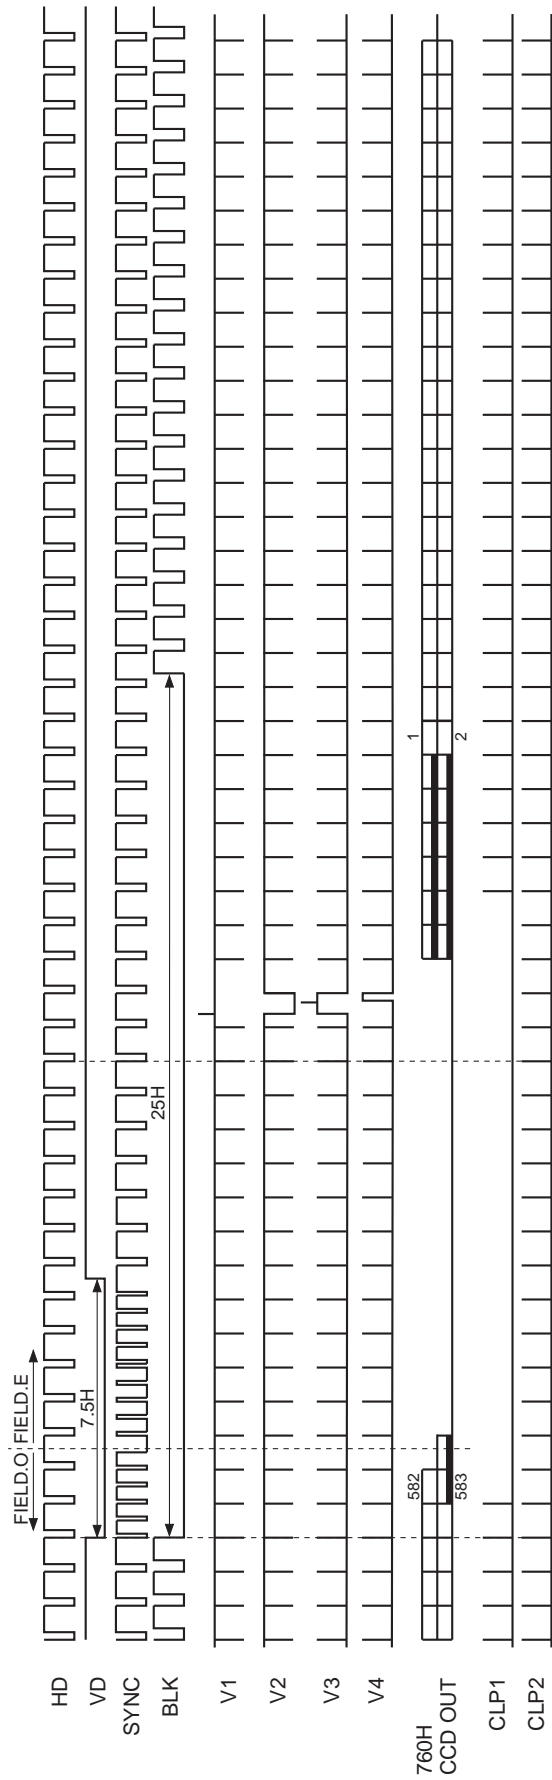 FIELD.O FIELD.E
HD
VD
7.5H
SYNC
BLK
25H
V1
V2
V3
V4
760H
CCD OUT
582
583
1
2
CLP1
CLP2